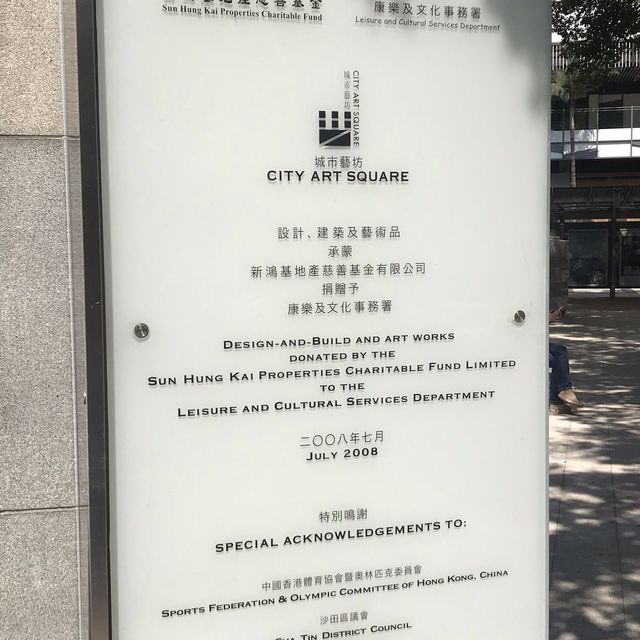 Sun Hung Kai Properties Charitable Fund
康樂及文化事務署
Leisure and Cultural Services Department
城市藝坊
CITY ART SQUARE
城市藝坊
CITY ART SQUARE
設計、建築及藝術品
承蒙
新鴻基地產慈善基金有限公司
捐贈予
康樂及文化事務署
DESIGN-AND-BUILD AND ART WORKS
DONATED BY THE
SUN HUNG KAI PROPERTIES CHARITABLE FUND LIMITED
TO THE
LEISURE AND CULTURAL SERVICES DEPARTMENT
二〇〇八年七月
JULY 2008
特別鳴謝
SPECIAL ACKNOWLEDGEMENTS TO:
中國香港體育協會暨奧林匹克委員會
SPORTS FEDERATION & OLYMPIC COMMITTEE OF HONG KONG, CHINA
沙田區議會
SHA TIN DISTRICT COUNCIL